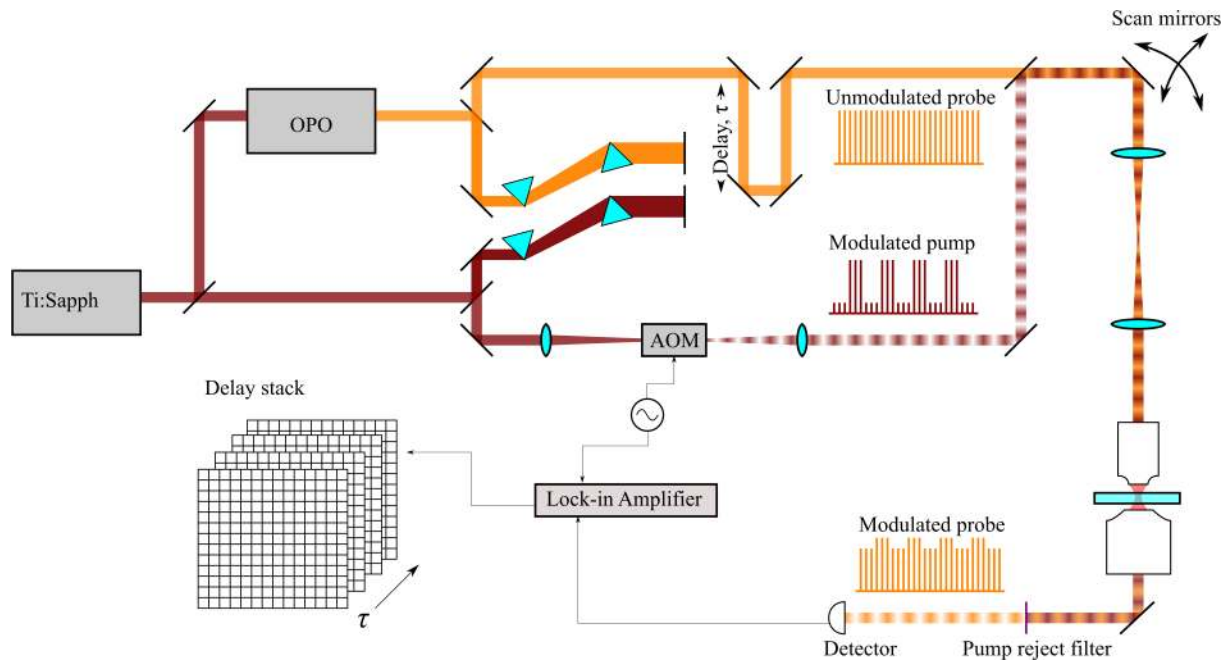 Scan mirrors
OPO
Delay, τ
Unmodulated probe
Modulated pump
Ti:Sapph
AOM
Delay stack
Lock-in Amplifier
Modulated probe
τ
Detector
Pump reject filter